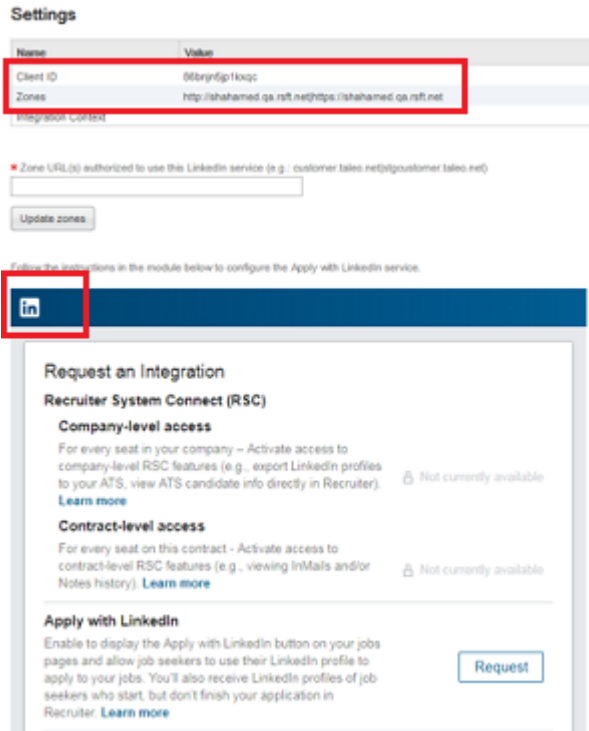 Settings
Name Value
Client ID
Zones http://shahamed.qa.rsft.net|https://shahamed.qa.rsft.net
Integration Context
* Zone URL(s) authorized to use this LinkedIn service (e.g.: customer.taleo.net|stgcustomer.taleo.net)
Update zones
Follow the instructions in the module below to configure the Apply with LinkedIn service.
in
Request an Integration
Recruiter System Connect (RSC)
Company-level access
For every seat in your company – Activate access to
company-level RSC features (e.g., export LinkedIn profiles
to your ATS, view ATS candidate info directly in Recruiter).
Learn more
Not currently available
Contract-level access
For every seat on this contract - Activate access to
contract-level RSC features (e.g., viewing InMails and/or
Notes history). Learn more
Not currently available
Apply with LinkedIn
Enable to display the Apply with LinkedIn button on your jobs
pages and allow job seekers to use their LinkedIn profile to
apply to your jobs. You'll also receive LinkedIn profiles of job
seekers who start, but don't finish your application in
Recruiter. Learn more
Request